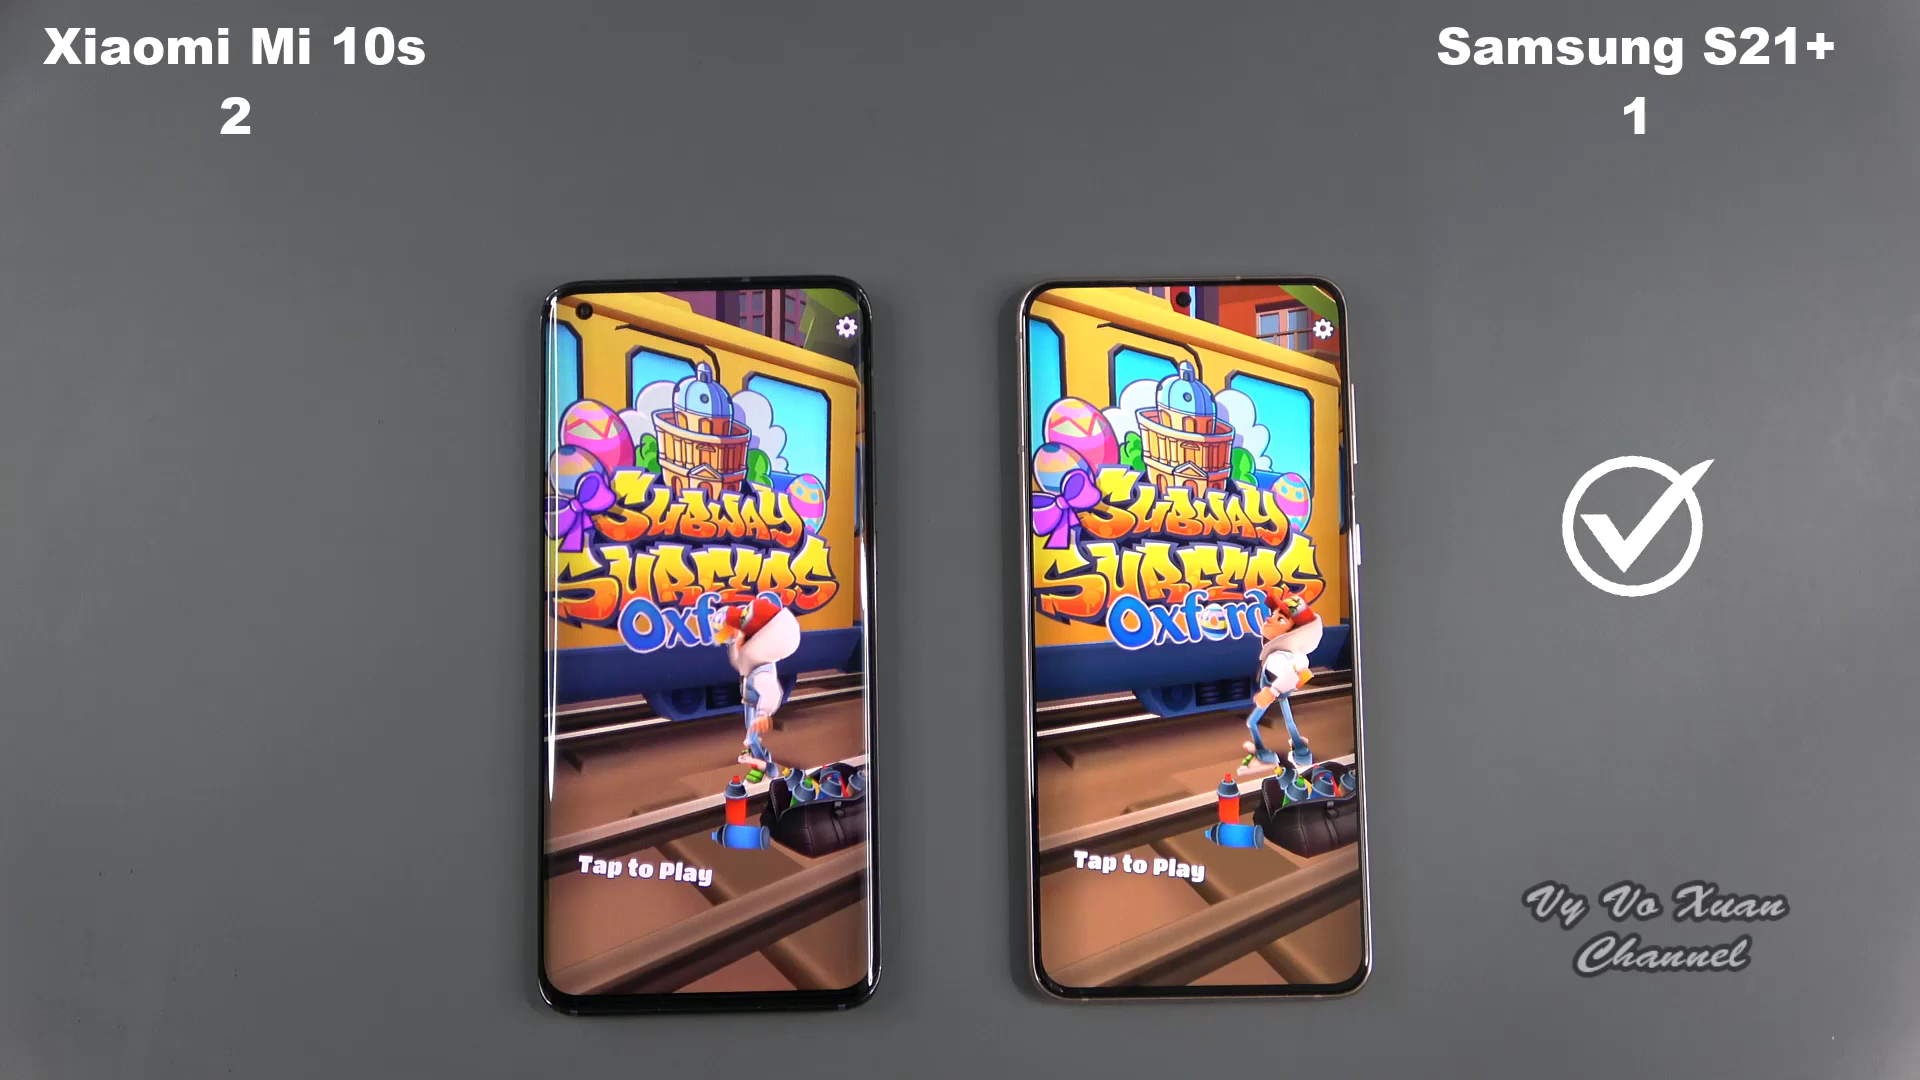 Xiaomi Mi 10s
2
Samsung S21+
1
SUBWAY
SURFERS
Oxf
Tap to Play
SUBWAY
SURFERS
Oxford
Tap to Play
Vy Vo Xuan
Channel